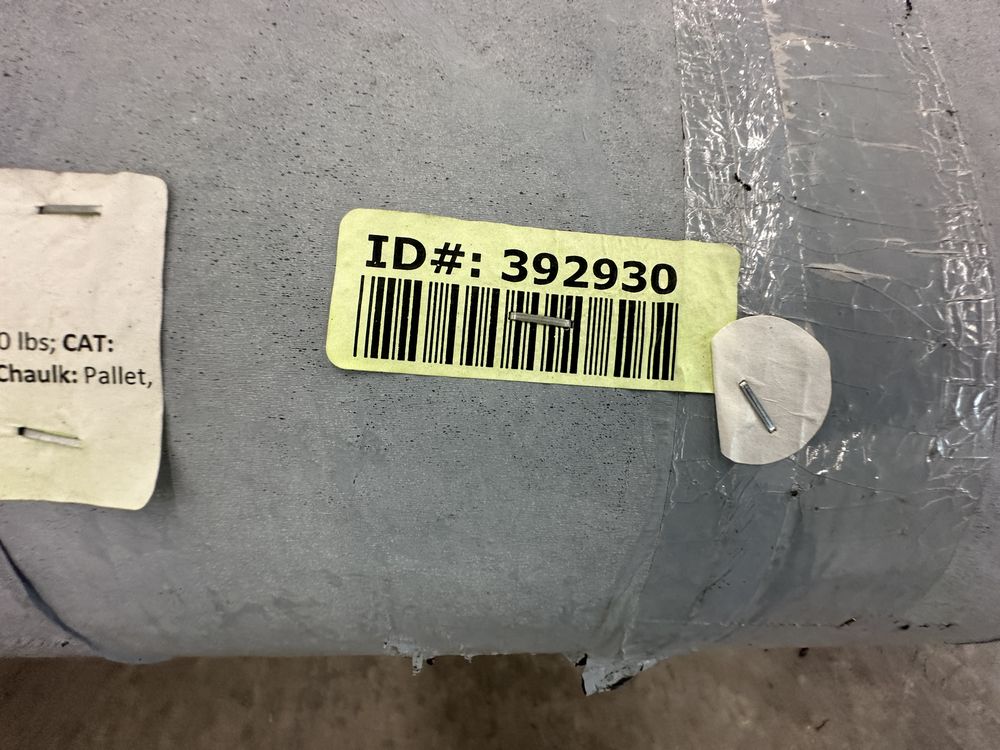 0 lbs; CAT:
Chaulk: Pallet,
ID#: 392930